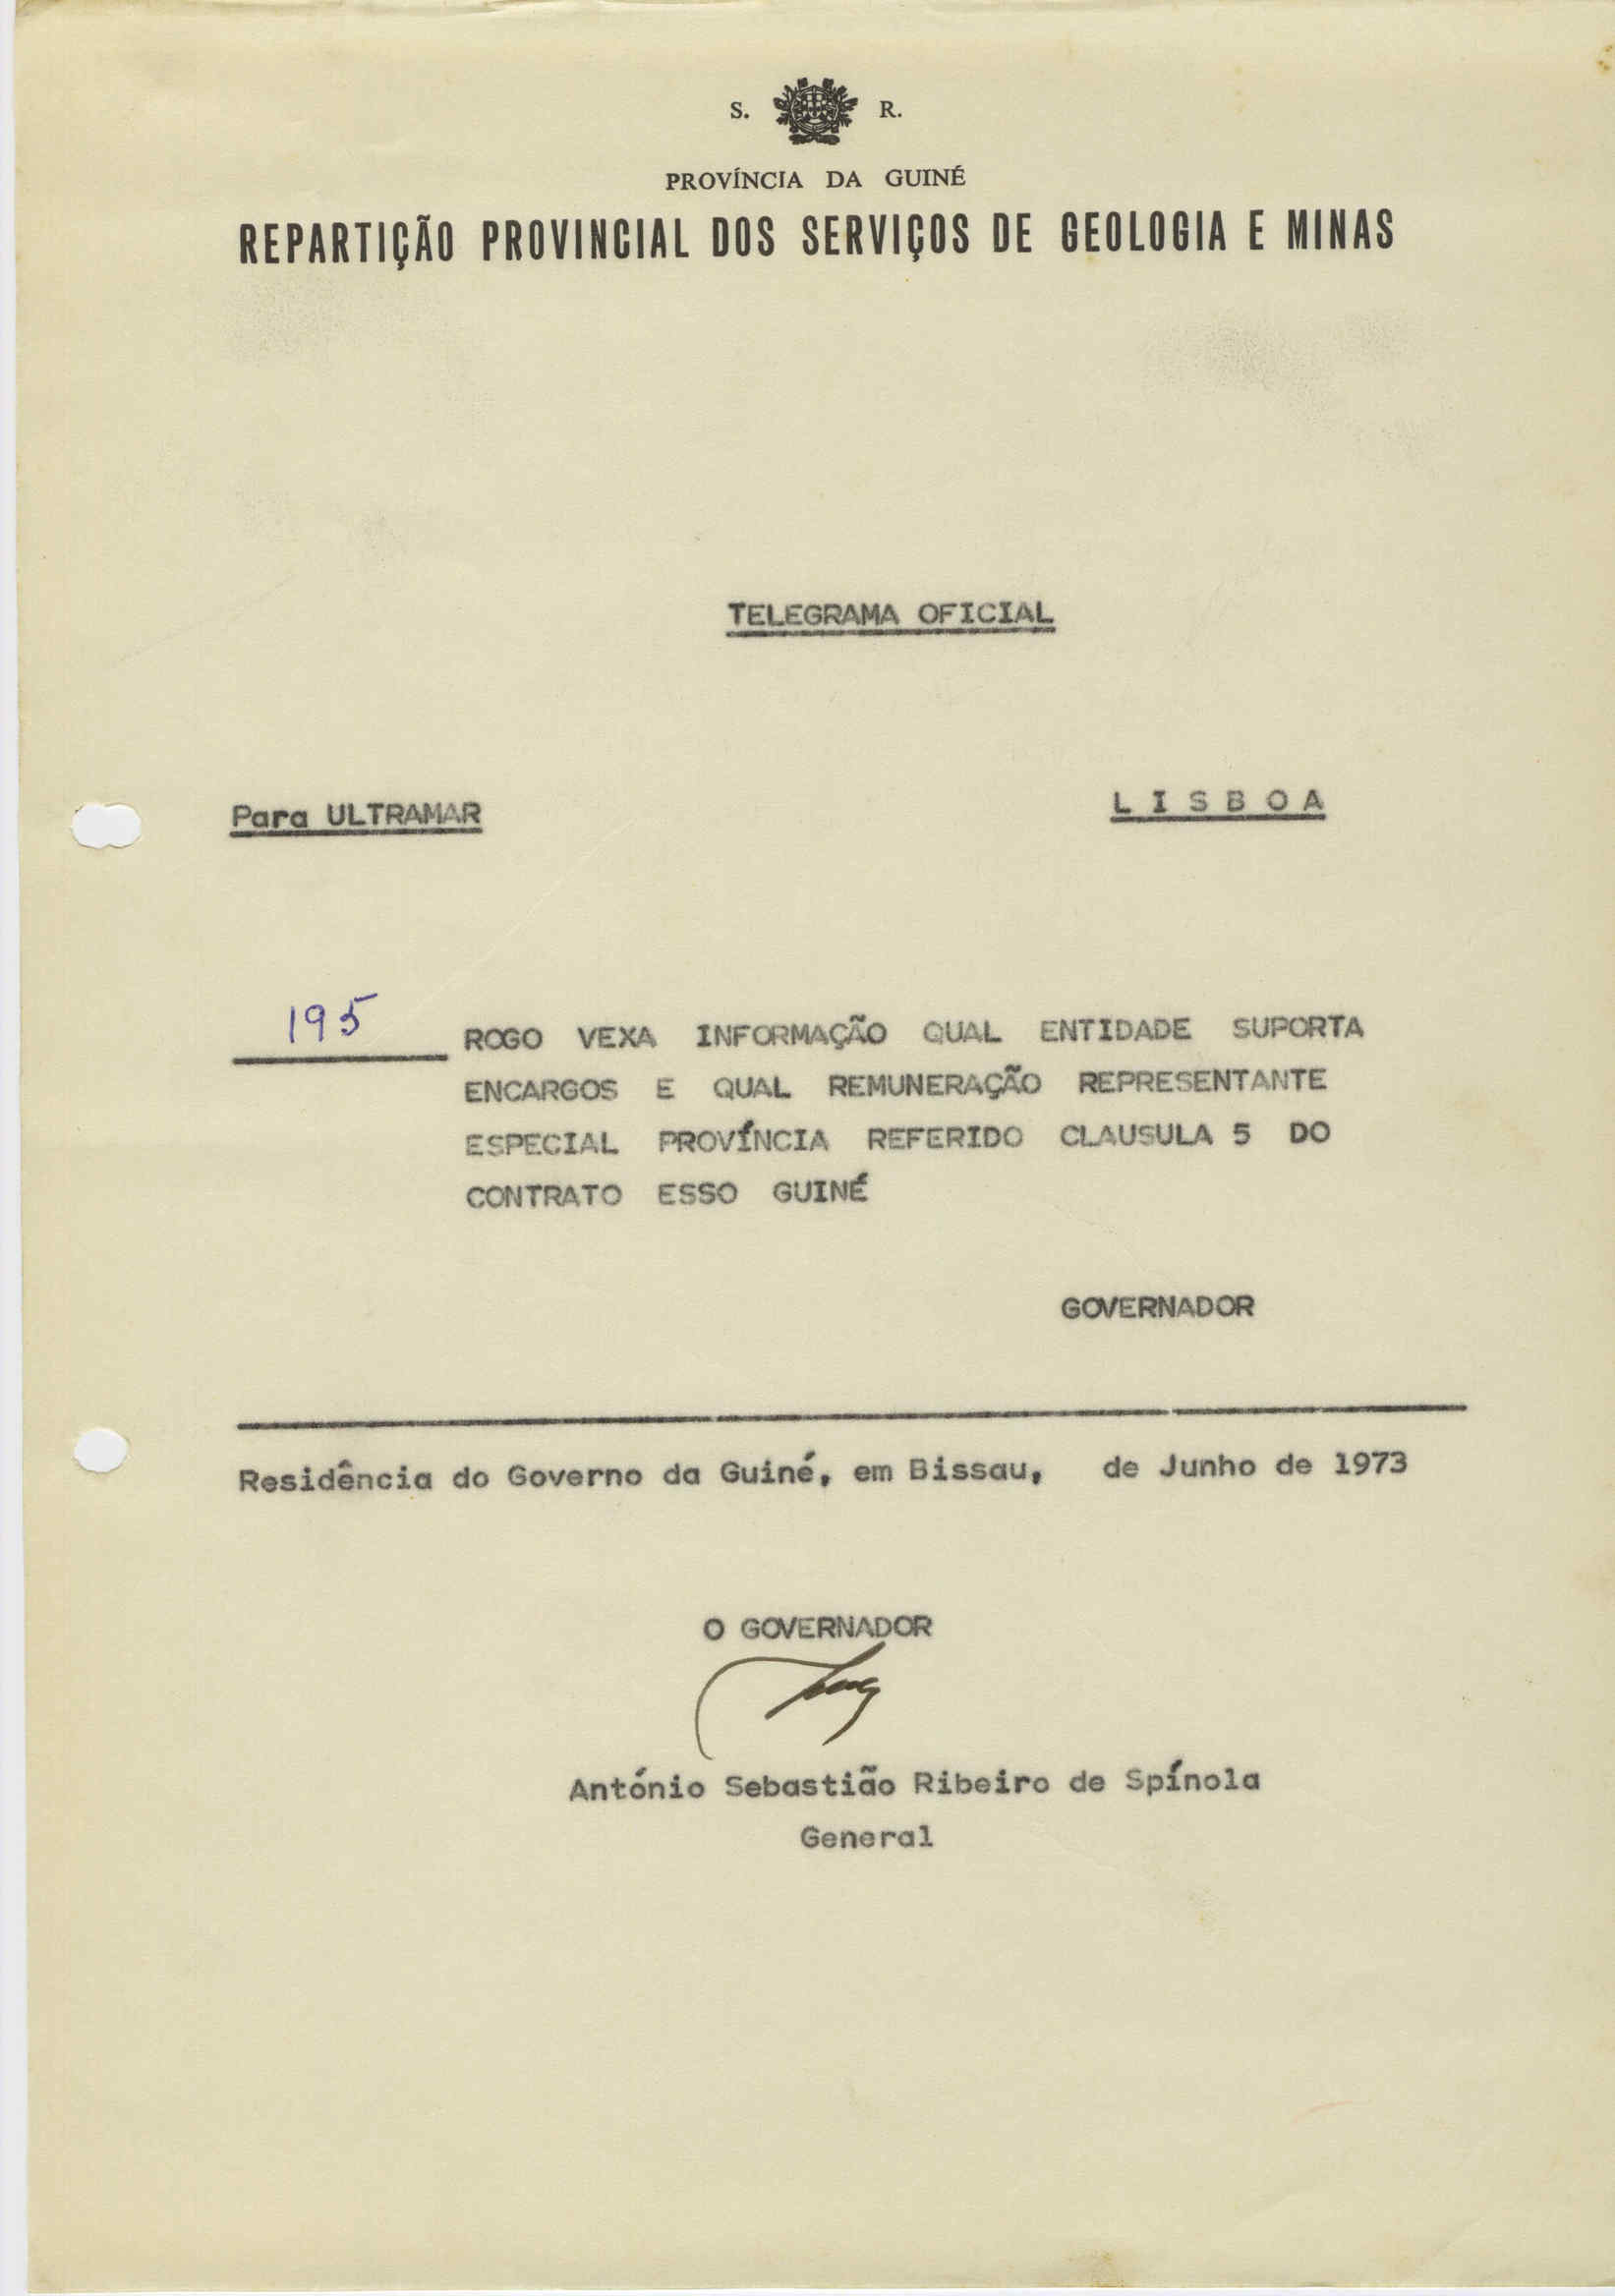 S. R.
PROVÍNCIA DA GUINÉ
REPARTIÇÃO PROVINCIAL DOS SERVIÇOS DE GEOLOGIA E MINAS
TELEGRAMA OFICIAL
Para ULTRAMAR LISBOA
195 ROGO VEXA INFORMAÇÃO QUAL ENTIDADE SUPORTA
ENCARGOS E QUAL REMUNERAÇÃO REPRESENTANTE
ESPECIAL PROVÍNCIA REFERIDO CLAUSULA 5 DO
CONTRATO ESSO GUINÉ
GOVERNADOR
Residência do Governo da Guiné, em Bissau, de Junho de 1973
O GOVERNADOR
António Sebastião Ribeiro de Spínola
General